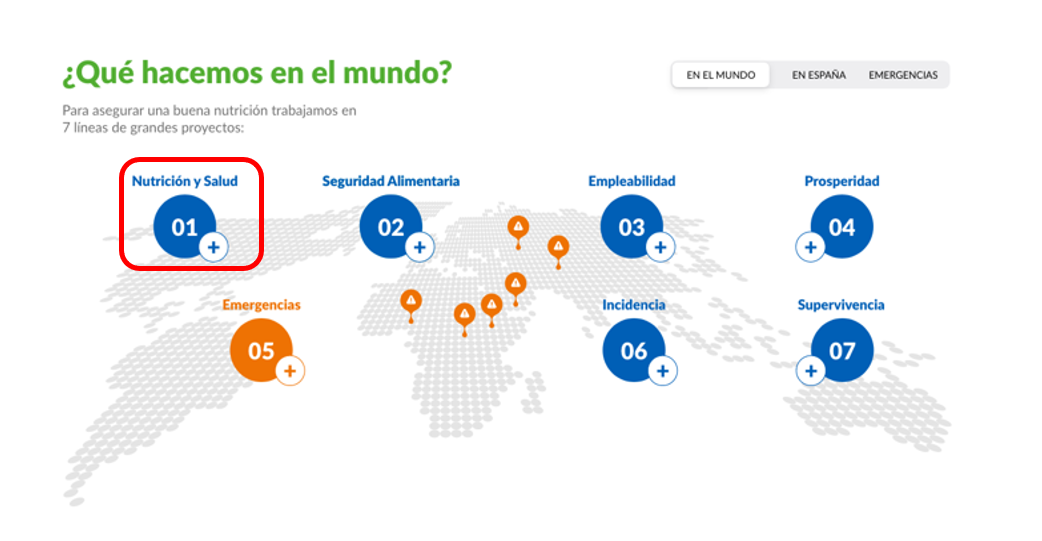 ¿Qué hacemos en el mundo?
EN EL MUNDO
EN ESPAÑA
EMERGENCIAS
Para asegurar una buena nutrición trabajamos en
7 líneas de grandes proyectos:
Nutrición y Salud
01
+
Seguridad Alimentaria
02
+
Empleabilidad
03
+
Prosperidad
04
+
Emergencias
05
+
Incidencia
06
+
Supervivencia
07
+